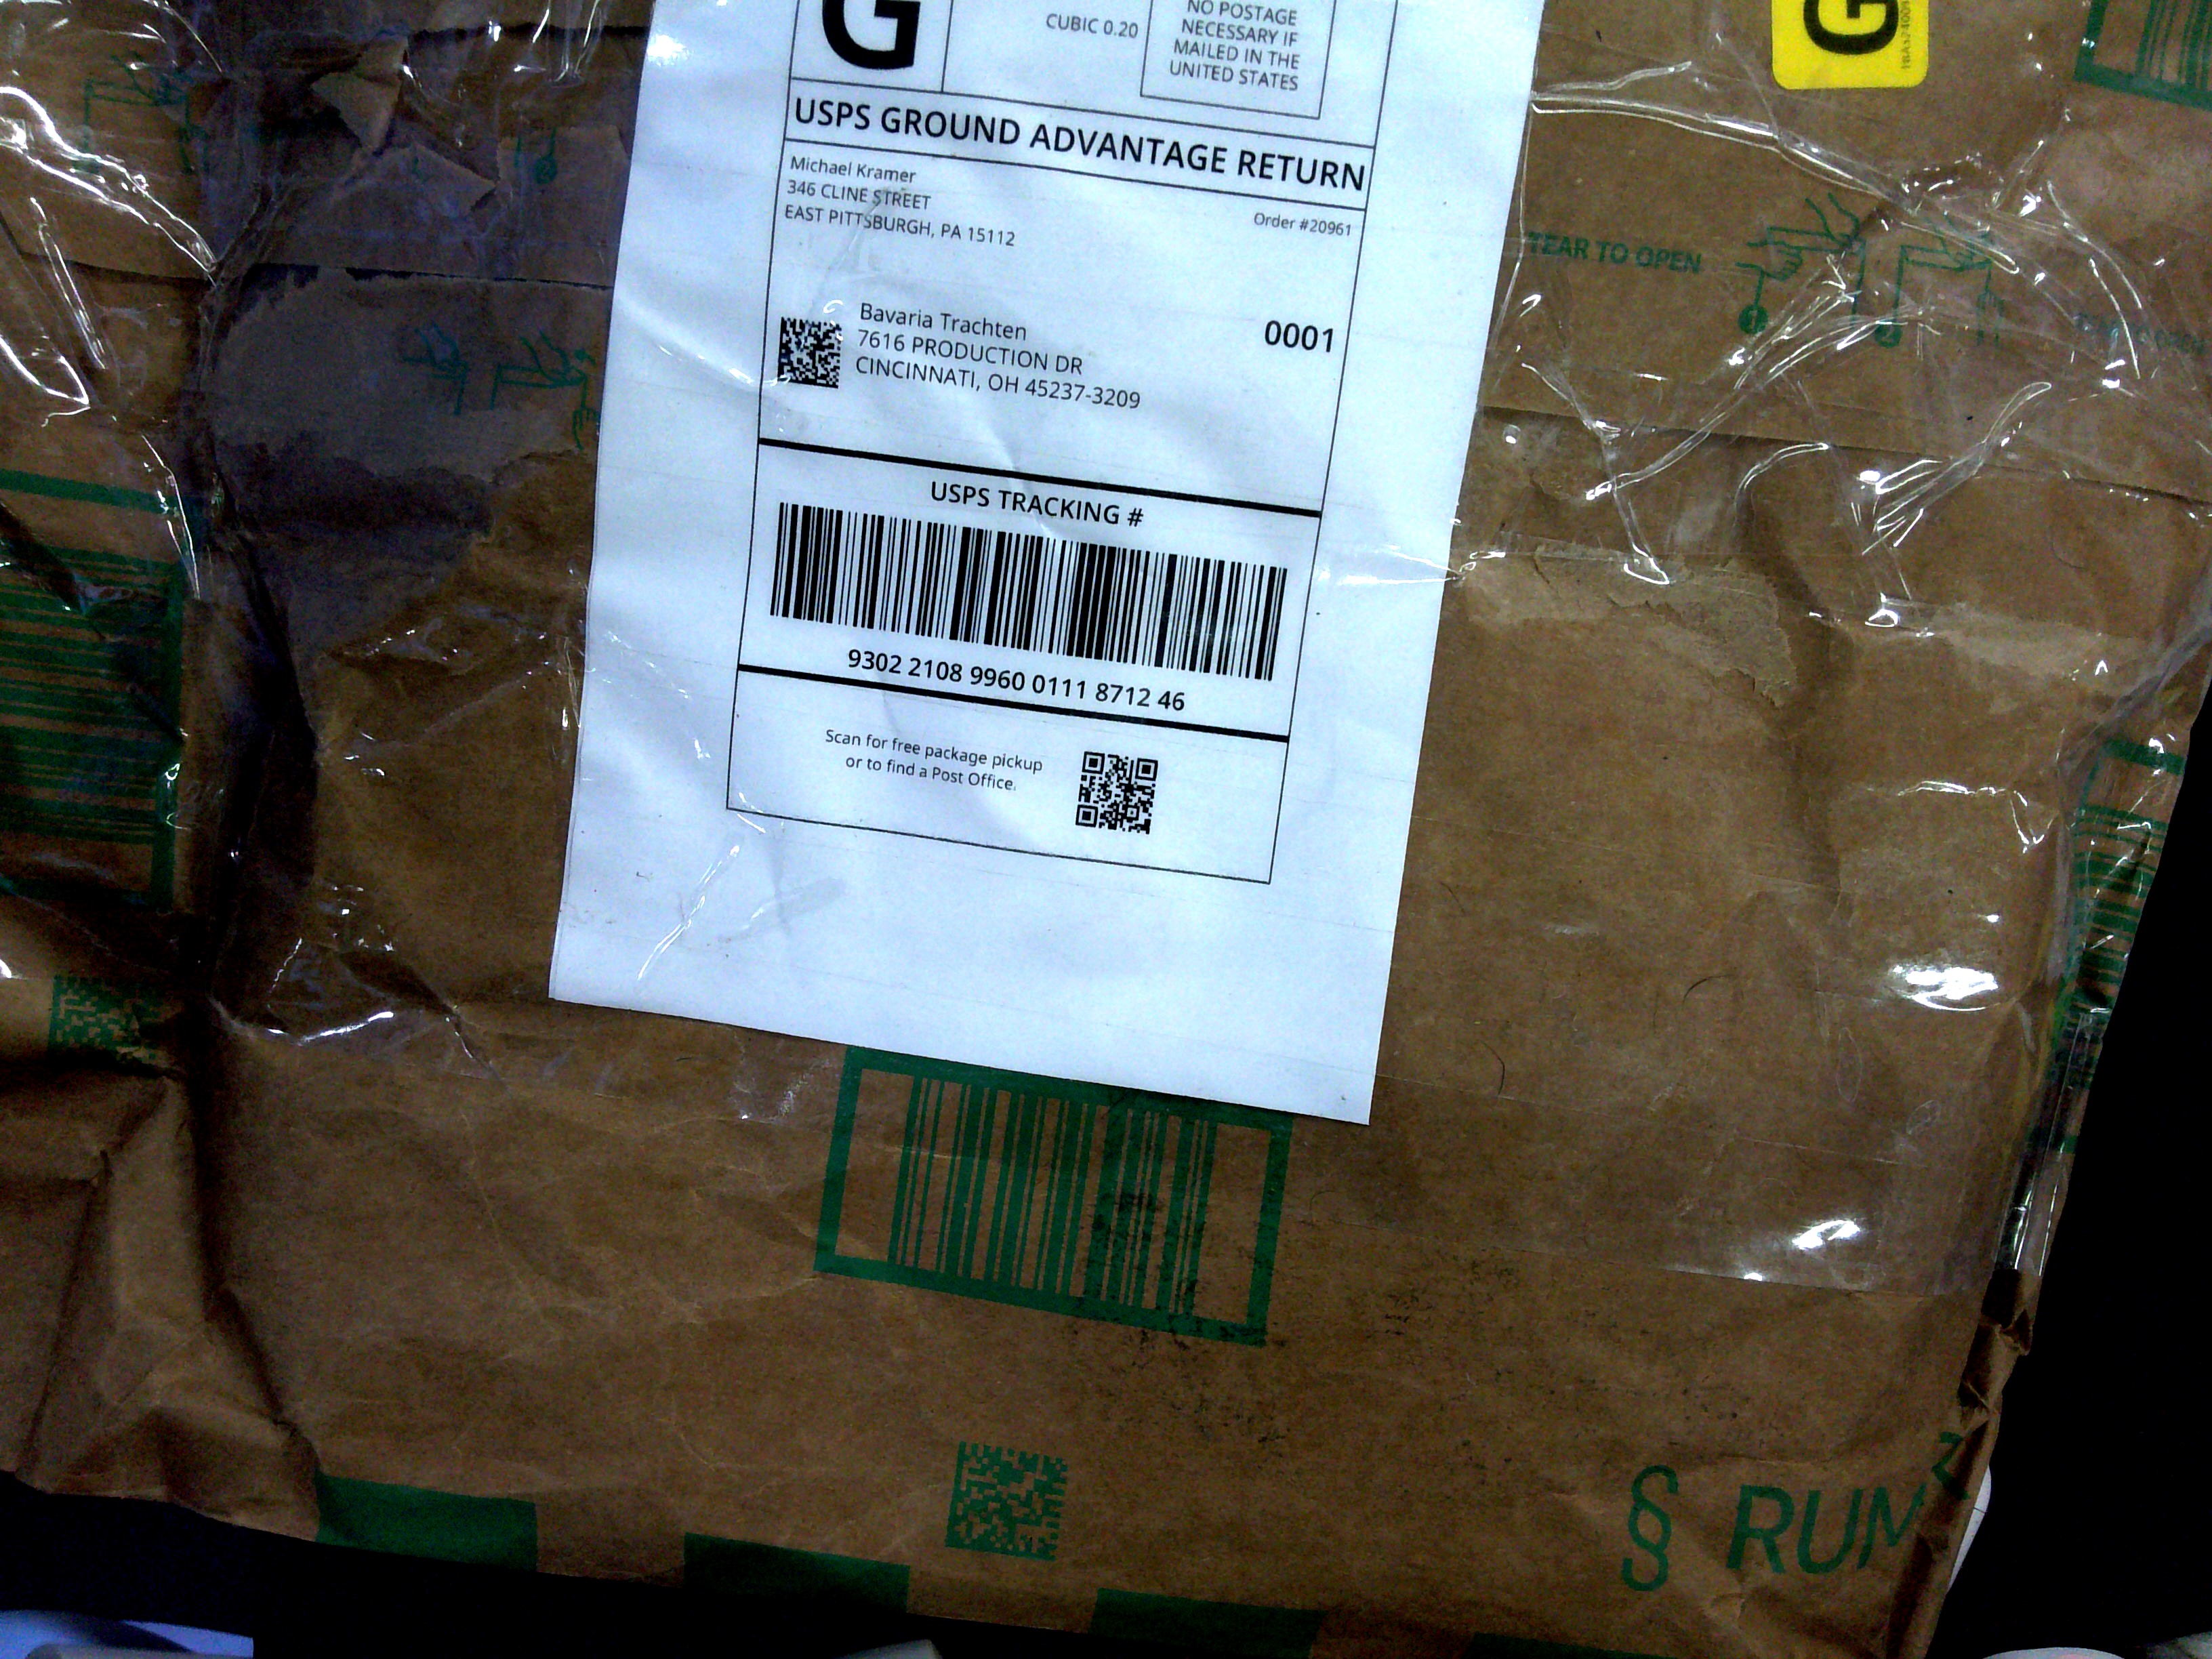 G
CUBIC 0.20
NO POSTAGE
NECESSARY IF
MAILED IN THE
UNITED STATES
G
USPS GROUND ADVANTAGE RETURN
Michael Kramer
346 CLINE STREET
EAST PITTSBURGH, PA 15112
Order #20961
TEAR TO OPEN
Bavaria Trachten
7616 PRODUCTION DR
CINCINNATI, OH 45237-3209
0001
USPS TRACKING #
9302 2108 9960 0111 8712 46
Scan for free package pickup
or to find a Post Office.
§ RUM